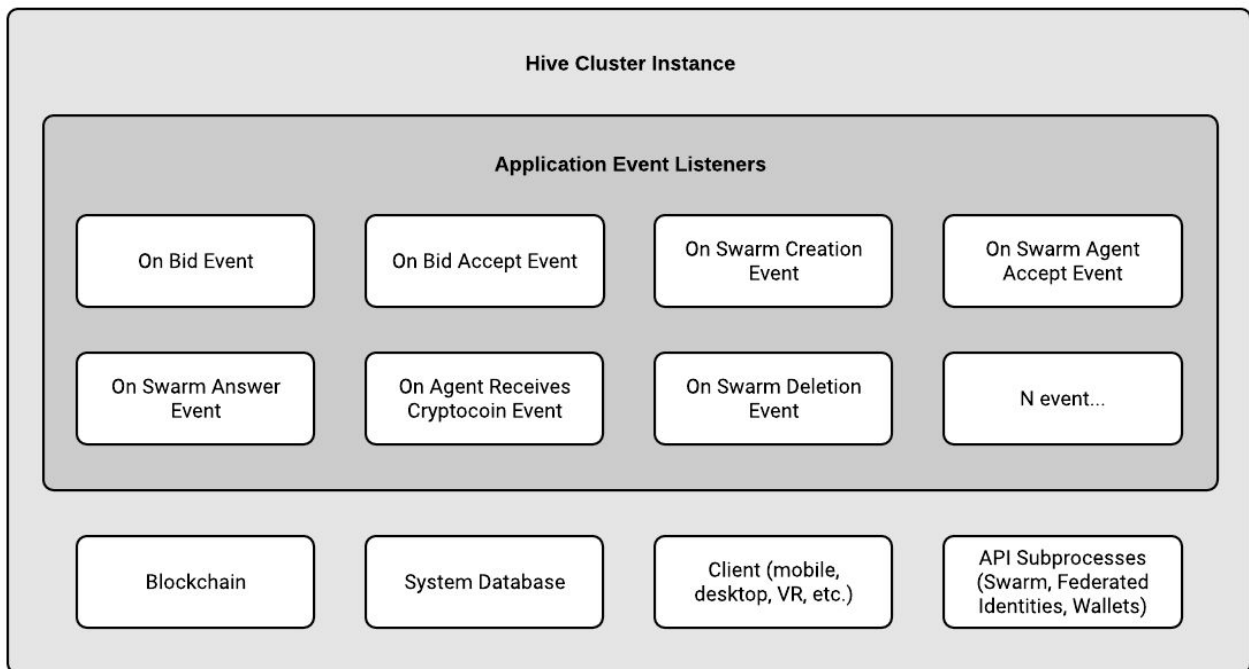 Hive Cluster Instance
Application Event Listeners
On Bid Event
On Bid Accept Event
On Swarm Creation
Event
On Swarm Agent
Accept Event
On Swarm Answer
Event
On Agent Receives
Cryptocoin Event
On Swarm Deletion
Event
N event...
Blockchain
System Database
Client (mobile,
desktop, VR, etc.)
API Subprocesses
(Swarm, Federated
Identities, Wallets)